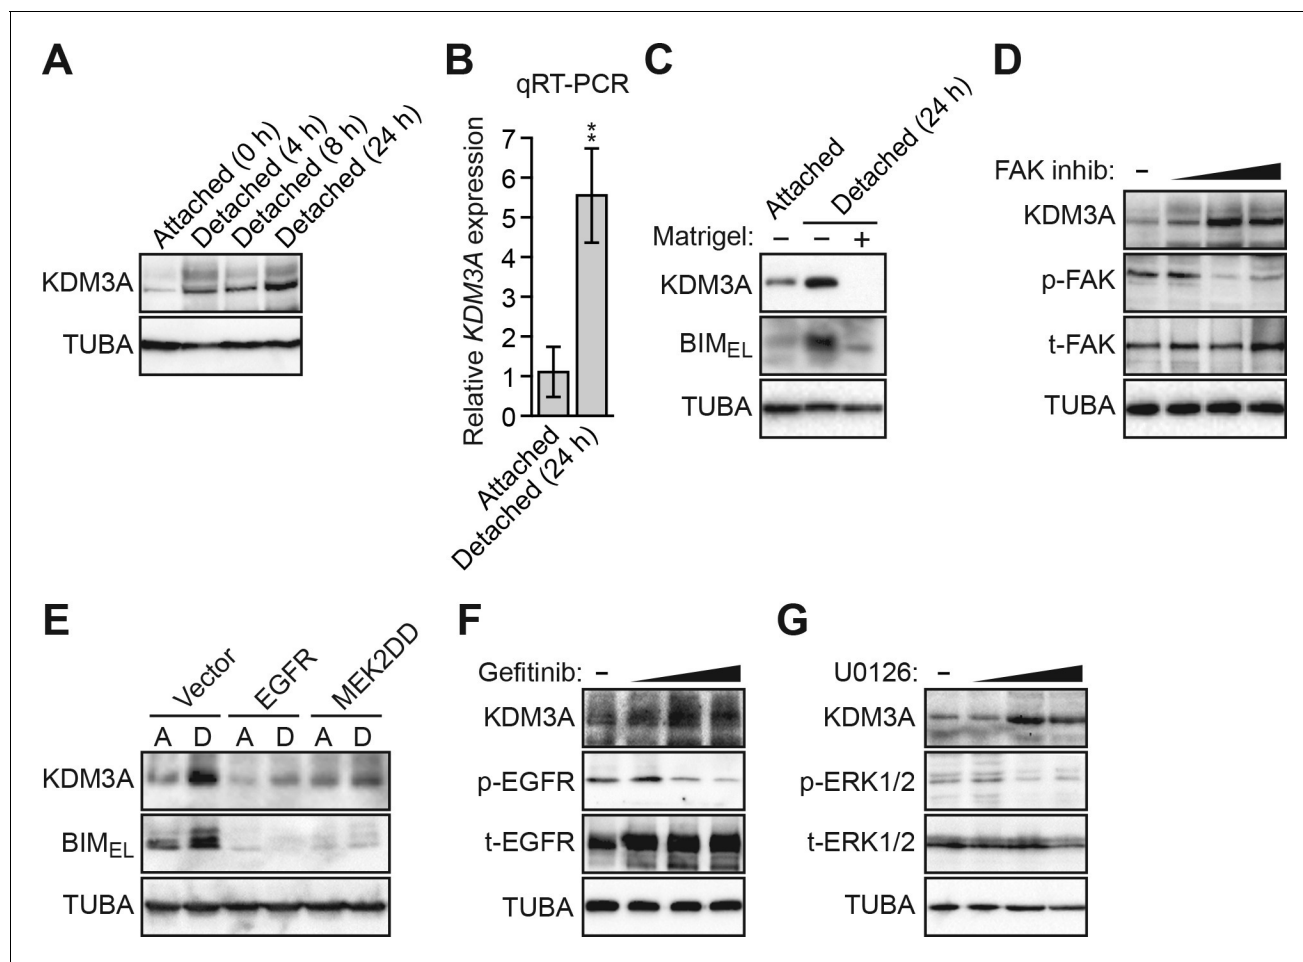 A
Attached (0 h)
Detached (4 h)
Detached (8 h)
Detached (24 h)
KDM3A
TUBA
B
qRT-PCR
Relative KDM3A expression
7
6
5
4
3
2
1
0
**
Attached
Detached (24 h)
C
Attached
Detached (24 h)
Matrigel: – – +
KDM3A
BIMEL
TUBA
D
FAK inhib: –
KDM3A
p-FAK
t-FAK
TUBA
E
Vector
EGFR
MEK2DD
A D A D A D
KDM3A
BIMEL
TUBA
F
Gefitinib: –
KDM3A
p-EGFR
t-EGFR
TUBA
G
U0126: –
KDM3A
p-ERK1/2
t-ERK1/2
TUBA